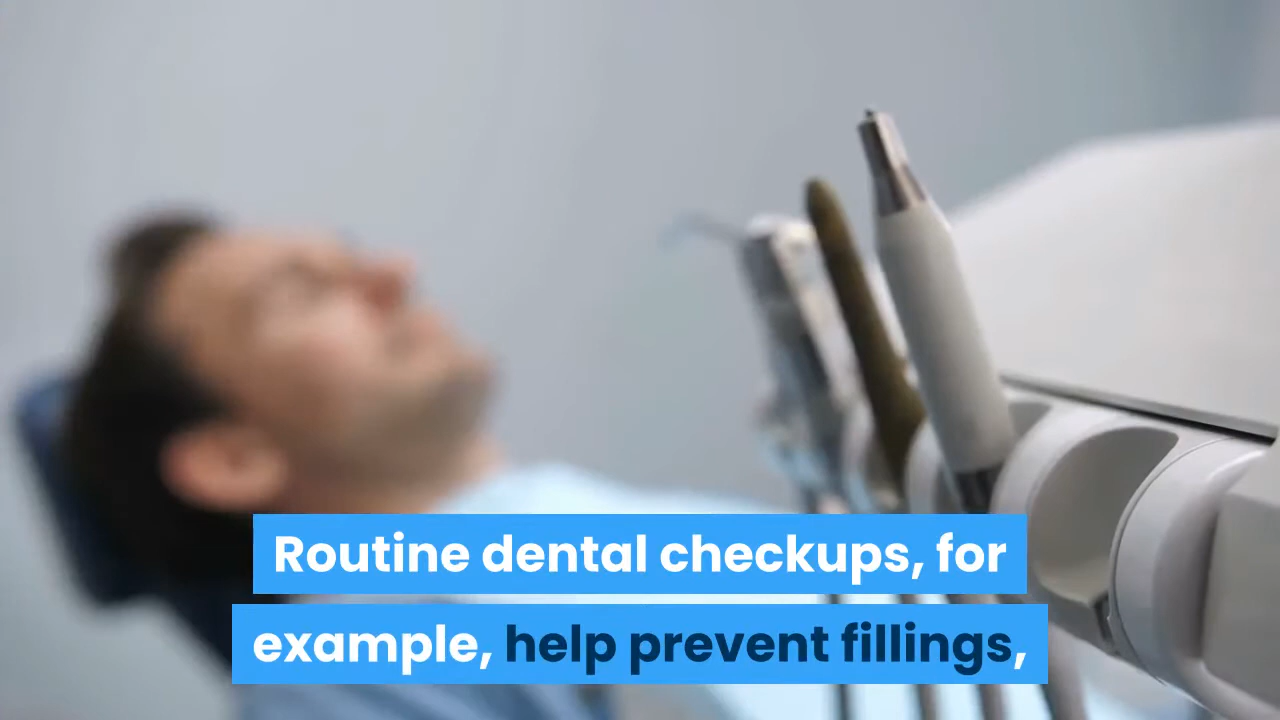 Routine dental checkups, for
example, help prevent fillings,